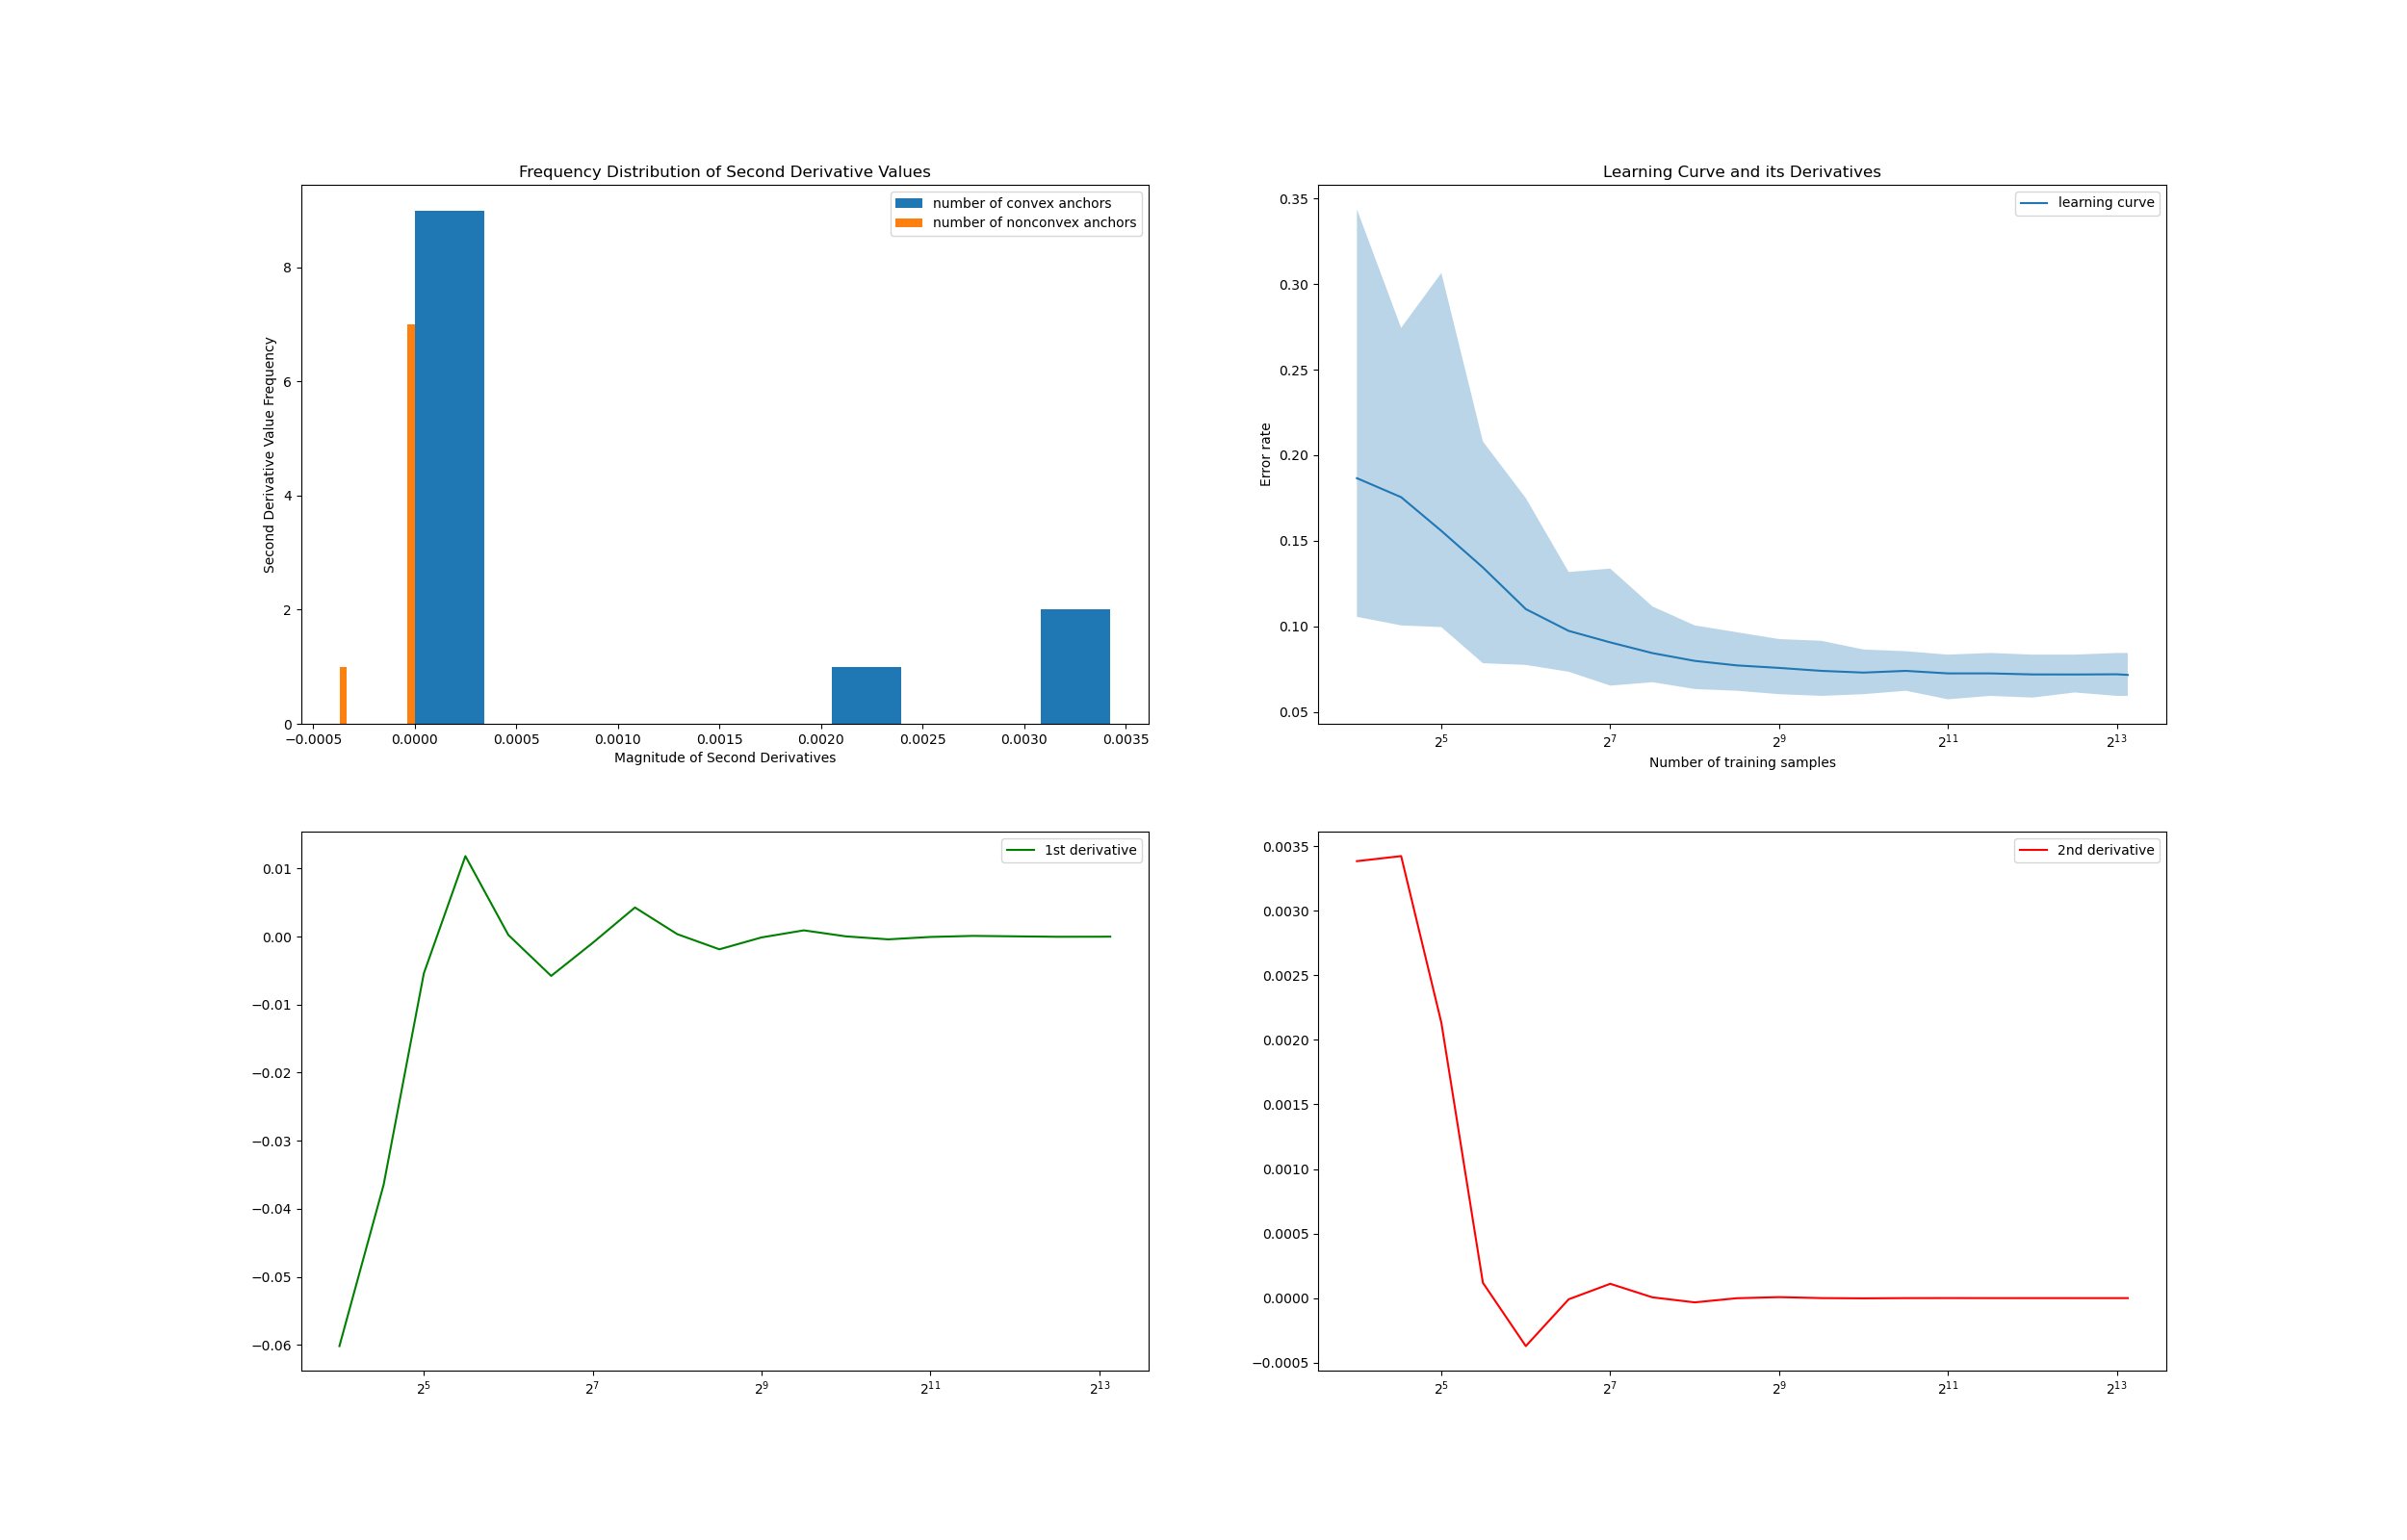 Frequency Distribution of Second Derivative Values
number of convex anchors
number of nonconvex anchors
Second Derivative Value Frequency
8
6
4
2
0
−0.0005 0.0000 0.0005 0.0010 0.0015 0.0020 0.0025 0.0030 0.0035
Magnitude of Second Derivatives
Learning Curve and its Derivatives
learning curve
Error rate
0.35
0.30
0.25
0.20
0.15
0.10
0.05
2^5 2^7 2^9 2^11 2^13
Number of training samples
1st derivative
0.01
0.00
−0.01
−0.02
−0.03
−0.04
−0.05
−0.06
2^5 2^7 2^9 2^11 2^13
2nd derivative
0.0035
0.0030
0.0025
0.0020
0.0015
0.0010
0.0005
0.0000
−0.0005
2^5 2^7 2^9 2^11 2^13